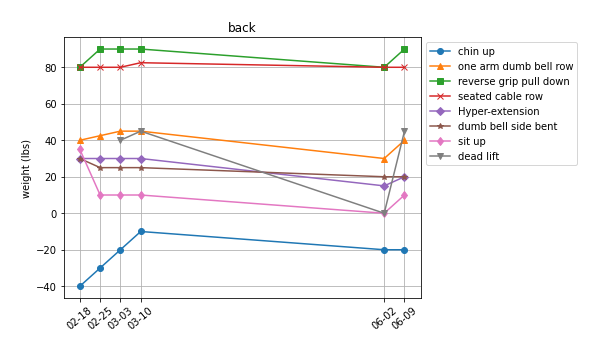 back
weight (lbs)
80
60
40
20
0
−20
−40
02-18
02-25
03-03
03-10
06-02
06-09
chin up
one arm dumb bell row
reverse grip pull down
seated cable row
Hyper-extension
dumb bell side bent
sit up
dead lift